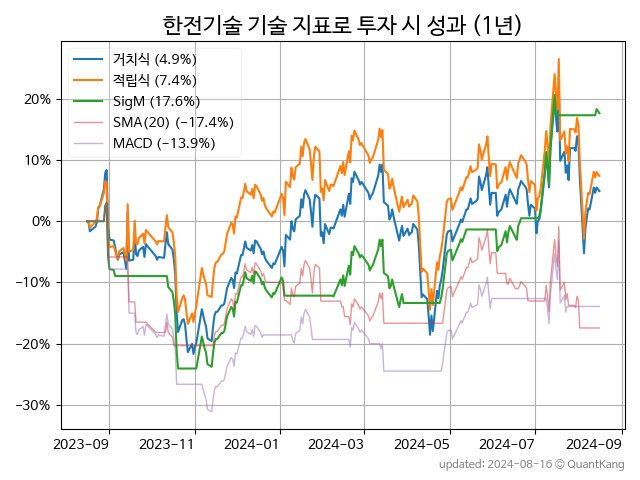 한전기술 기술 지표로 투자 시 성과 (1년)
거치식 (4.9%)
적립식 (7.4%)
SigM (17.6%)
SMA(20) (−17.4%)
MACD (−13.9%)
20%
10%
0%
−10%
−20%
−30%
2023-09 2023-11 2024-01 2024-03 2024-05 2024-07 2024-09
updated: 2024-08-16 © QuantKang